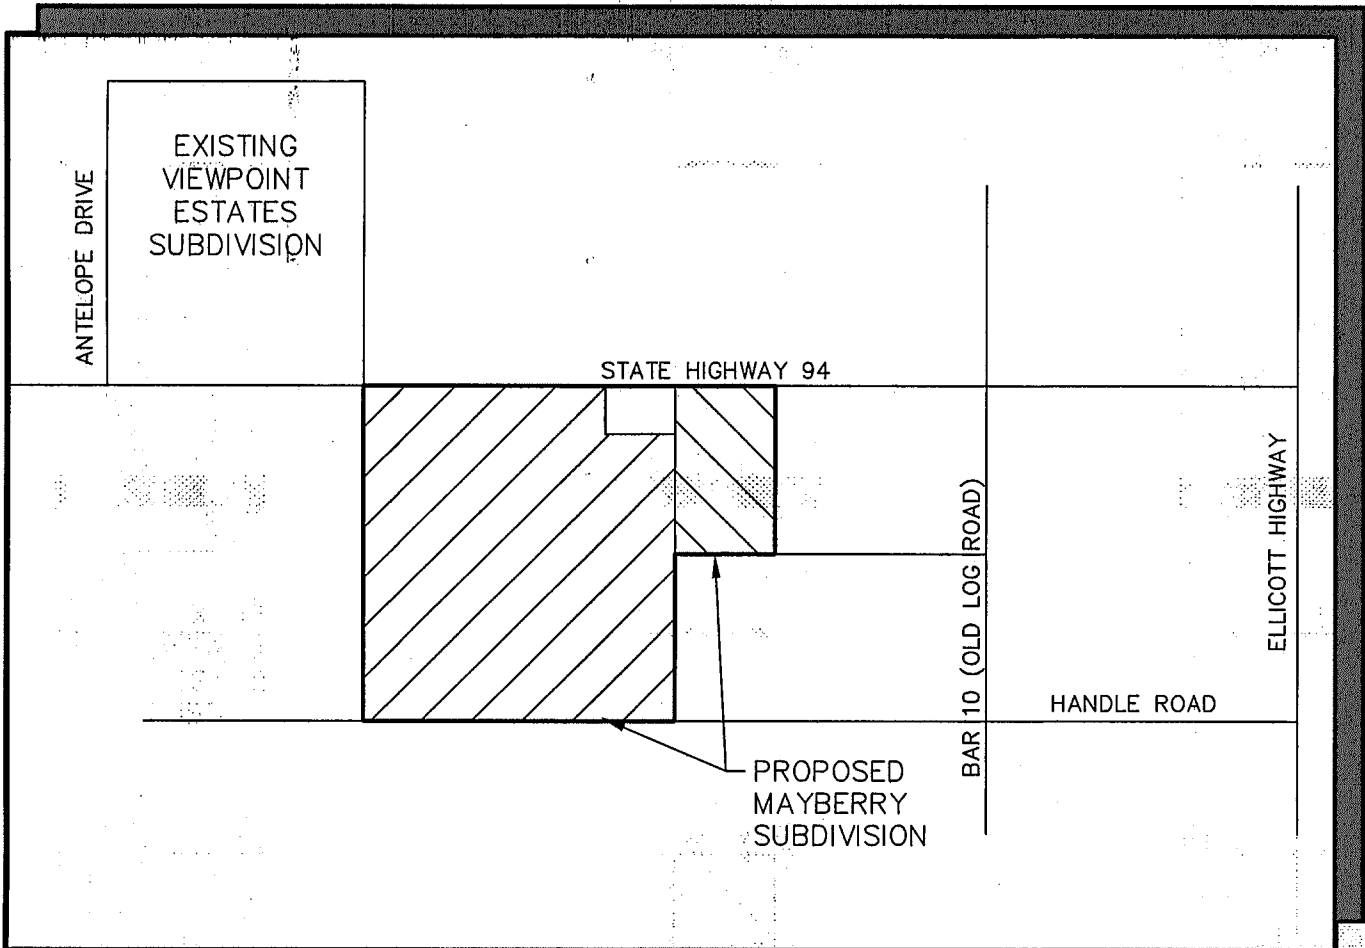 EXISTING
VIEWPOINT
ESTATES
SUBDIVISION
ANTELOPE DRIVE
STATE HIGHWAY 94
BAR 10 (OLD LOG ROAD)
ELLICOTT HIGHWAY
HANDLE ROAD
PROPOSED
MAYBERRY
SUBDIVISION